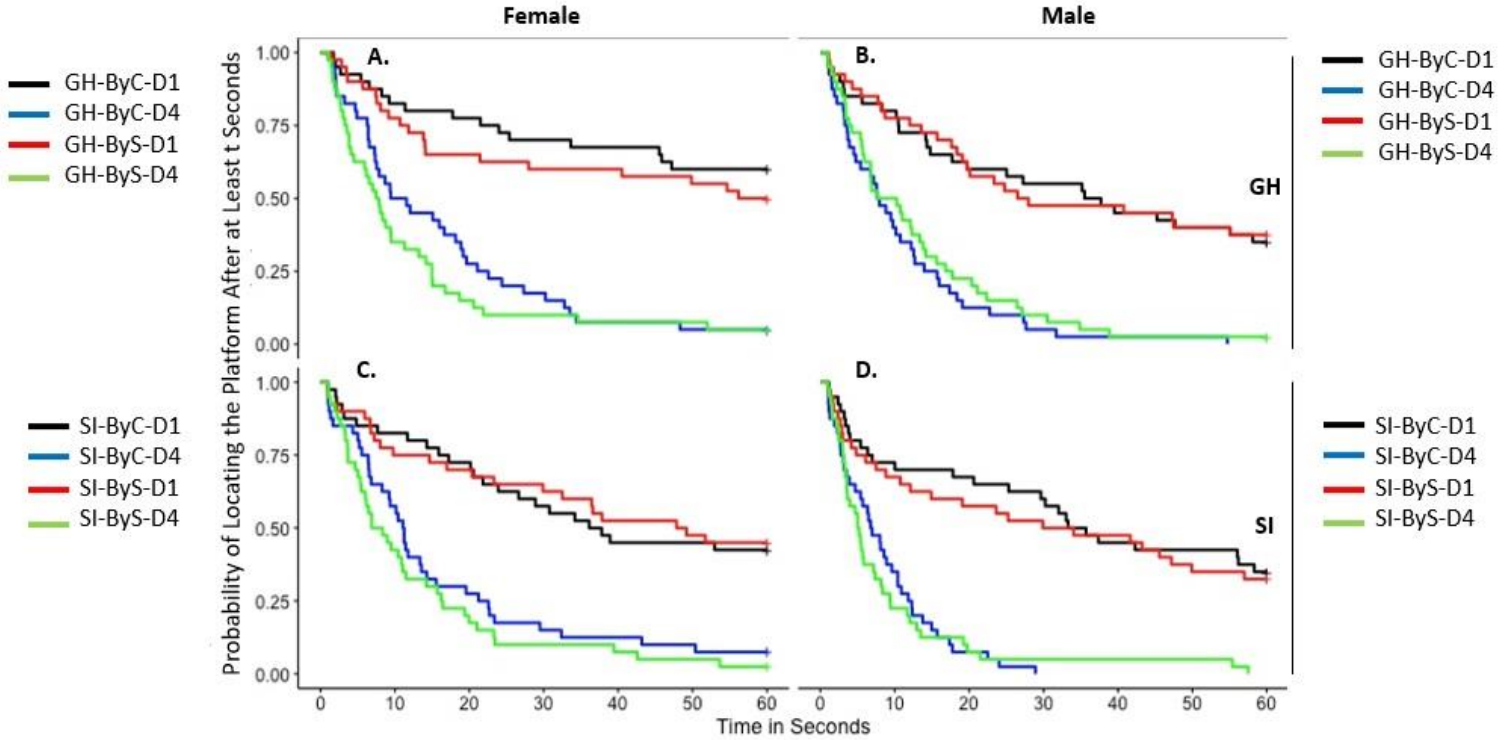 Female
Male
A.
B.
GH-ByC-D1
GH-ByC-D4
GH-ByS-D1
GH-ByS-D4
1.00
0.75
0.50
0.25
0.00
GH
GH-ByC-D1
GH-ByC-D4
GH-ByS-D1
GH-ByS-D4
Probability of Locating the Platform After at Least t Seconds
C.
D.
SI-ByC-D1
SI-ByC-D4
SI-ByS-D1
SI-ByS-D4
1.00
0.75
0.50
0.25
0.00
SI
SI-ByC-D1
SI-ByC-D4
SI-ByS-D1
SI-ByS-D4
0 10 20 30 40 50 60
0 10 20 30 40 50 60
Time in Seconds